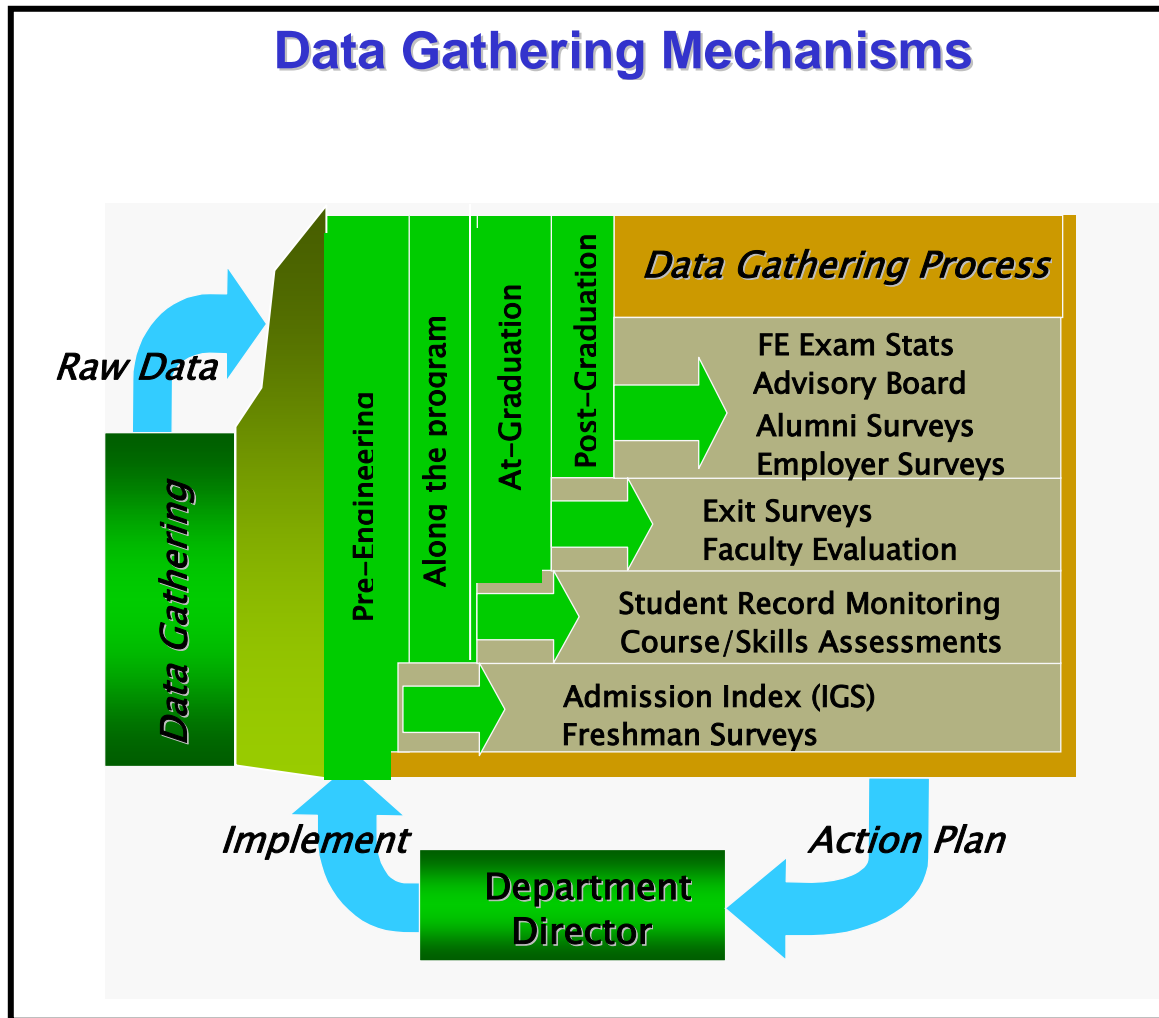 Data Gathering Mechanisms
Raw Data
Data Gathering
Pre-Engineering
Along the program
At-Graduation
Post-Graduation
Data Gathering Process
FE Exam Stats
Advisory Board
Alumni Surveys
Employer Surveys
Exit Surveys
Faculty Evaluation
Student Record Monitoring
Course/Skills Assessments
Admission Index (IGS)
Freshman Surveys
Implement
Action Plan
Department
Director